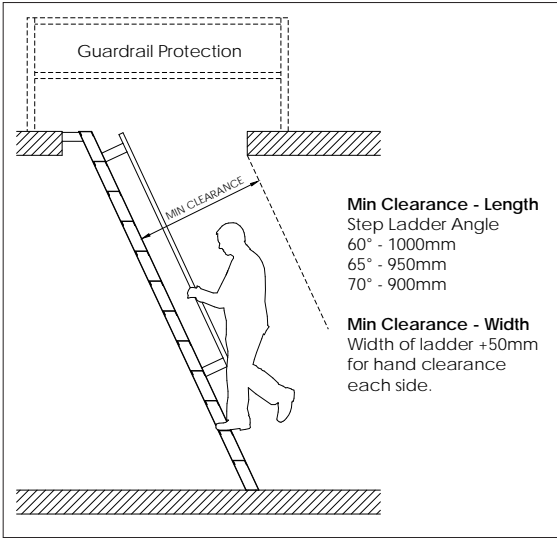 Guardrail Protection
MIN CLEARANCE
Min Clearance - Length
Step Ladder Angle
60° - 1000mm
65° - 950mm
70° - 900mm
Min Clearance - Width
Width of ladder +50mm
for hand clearance
each side.